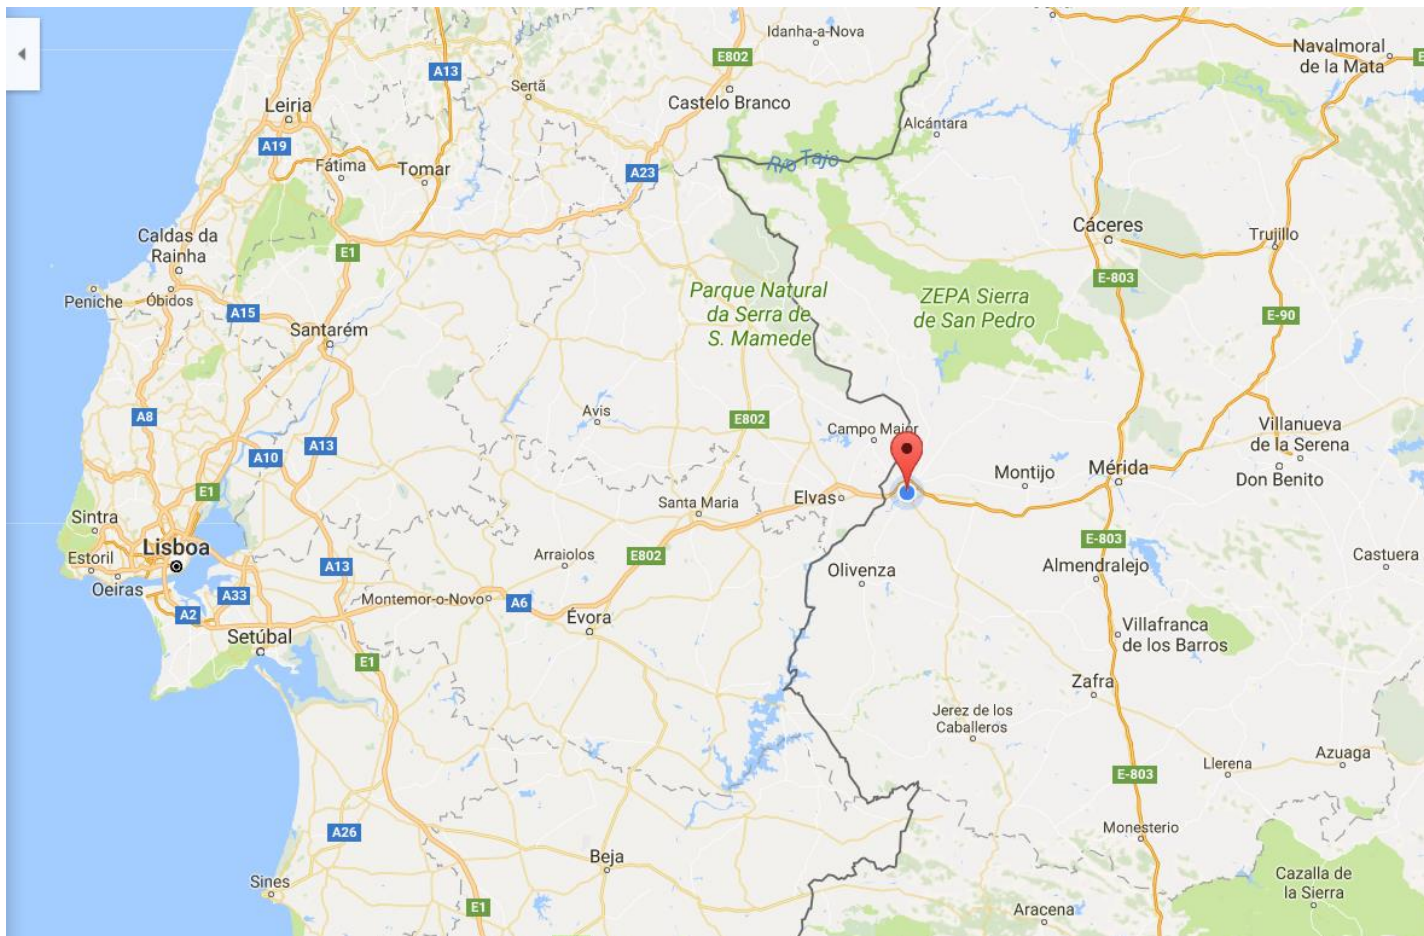 Idanha-a-Nova
Navalmoral
de la Mata
E802
A13
Sertã
Castelo Branco
Leiria
Alcántara
A19
Fátima
Tomar
A23
Río Tajo
Cáceres
Trujillo
Caldas da
Rainha
E1
E-803
Peniche
Óbidos
Parque Natural
da Serra de
S. Mamede
ZEPA Sierra
de San Pedro
A15
Santarém
E-90
A8
Avis
E802
Campo Maior
Villanueva
de la Serena
A13
A10
Montijo
Mérida
Don Benito
E1
Elvas
Santa Maria
Sintra
Lisboa
Estoril
Oeiras
Arraiolos
E802
E-803
Castuera
A13
Olivenza
Almendralejo
A33
A2
Montemor-o-Novo
A6
Évora
Setúbal
Villafranca
de los Barros
E1
Zafra
Jerez de los
Caballeros
Llerena
Azuaga
E-803
A26
Monesterio
Beja
Sines
Cazalla de
la Sierra
E1
Aracena